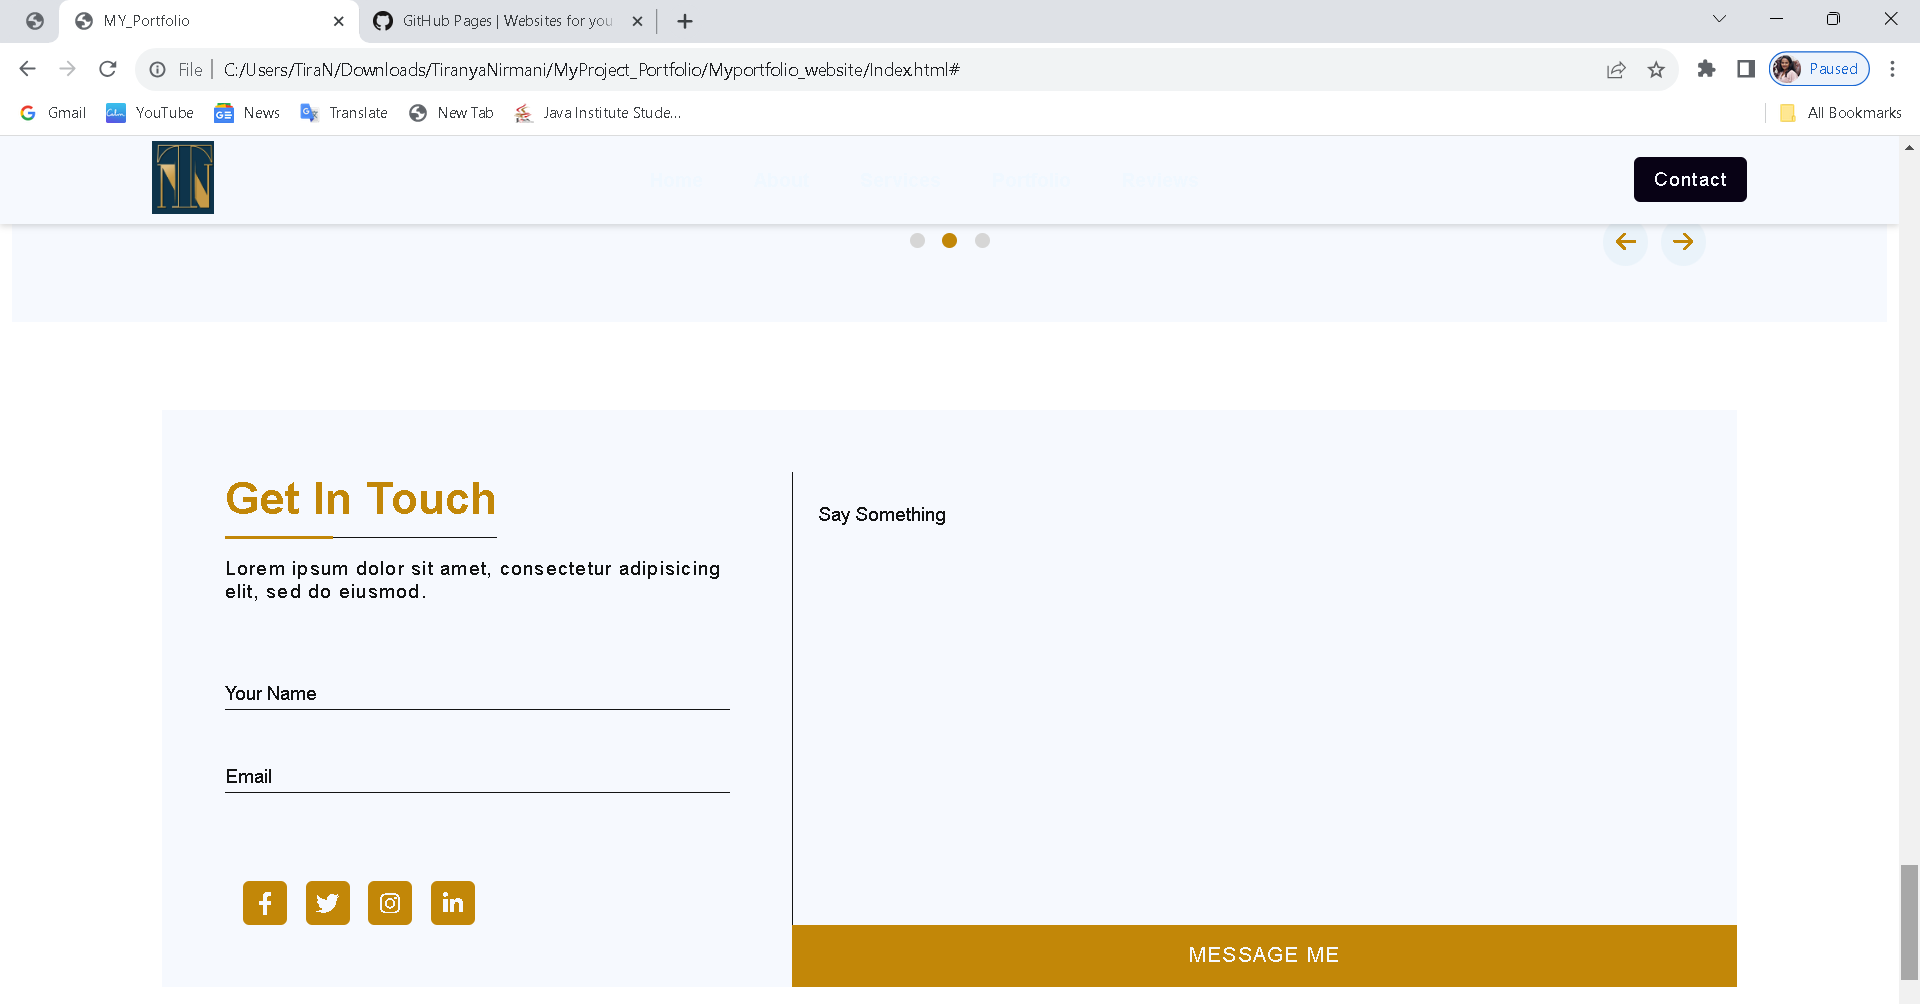 MY_Portfolio
GitHub Pages | Websites for you
File
C:/Users/TiraN/Downloads/TiranyaNirmani/MyProject_Portfolio/Myportfolio_website/Index.html#
Paused
Gmail
YouTube
News
Translate
New Tab
Java Institute Stude...
All Bookmarks
TN
Home
About
Services
Portfolio
Reviews
Contact
Get In Touch
Say Something
Lorem ipsum dolor sit amet, consectetur adipisicing
elit, sed do eiusmod.
Your Name
Email
MESSAGE ME